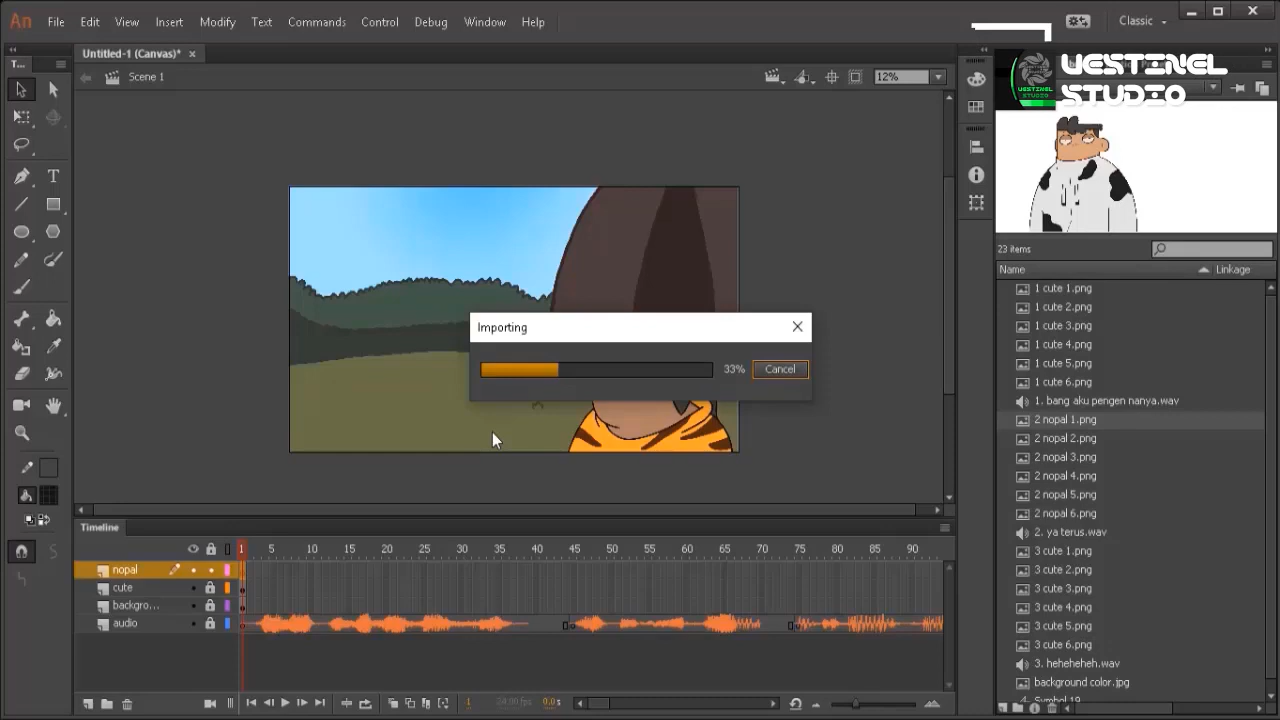 An File Edit View Insert Modify Text Commands Control Debug Window Help Classic
Untitled-1 (Canvas)* ×
VESTINEL
STUDIO
T...
Scene 1
12%
23 items
Name Linkage
1 cute 1.png
1 cute 2.png
1 cute 3.png
1 cute 4.png
1 cute 5.png
1 cute 6.png
1. bang aku pengen nanya.wav
2 nopal 1.png
2 nopal 2.png
2 nopal 3.png
2 nopal 4.png
2 nopal 5.png
2 nopal 6.png
2. ya terus.wav
3 cute 1.png
3 cute 2.png
3 cute 3.png
3 cute 4.png
3 cute 5.png
3 cute 6.png
3. heheheheh.wav
background color.jpg
Importing
33% Cancel
Timeline
1 5 10 15 20 25 30 35 40 45 50 55 60 65 70 75 80 85 90
nopal
cute
backgro...
audio
1 0.0 s